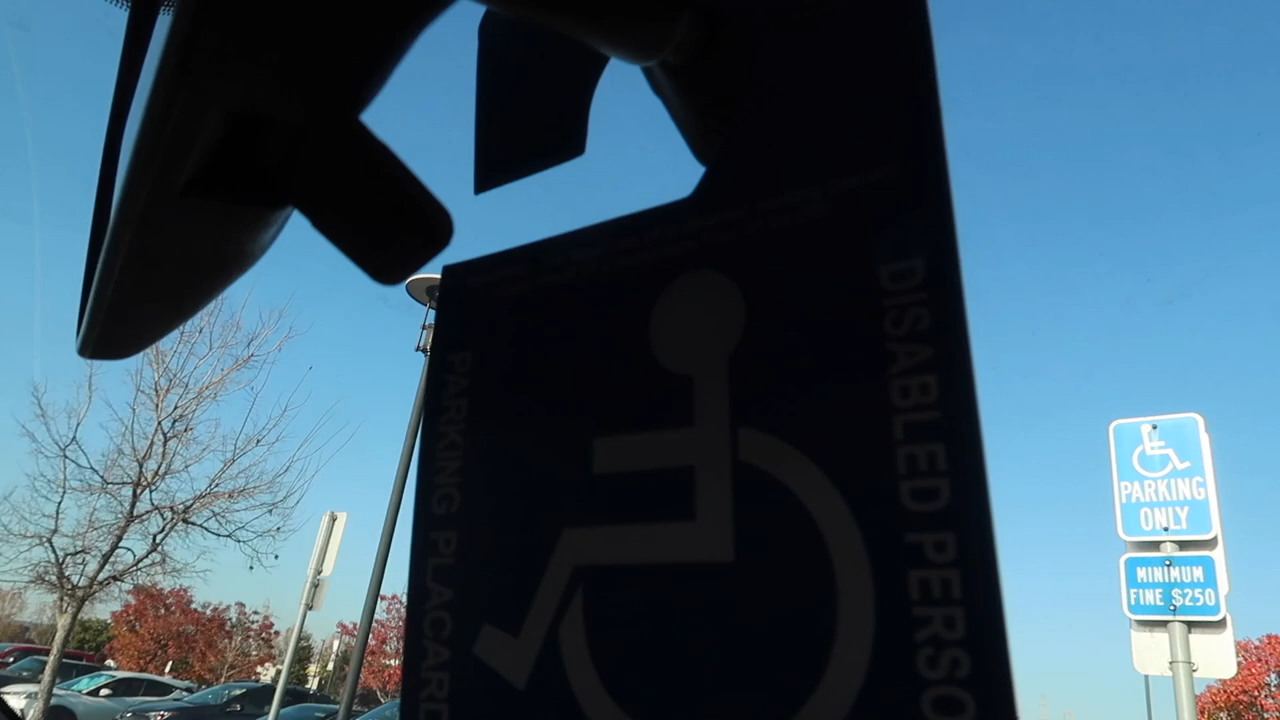 PARKING PLACARD
DISABLED PERSO
PARKING
ONLY
MINIMUM
FINE $250